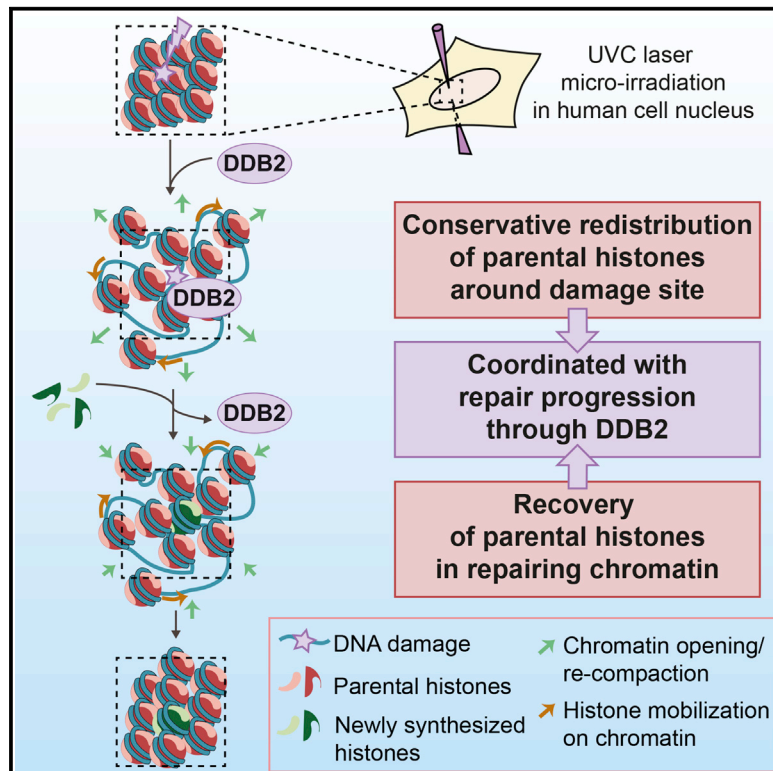 UVC laser
micro-irradiation
in human cell nucleus
DDB2
DDB2
DDB2
Conservative redistribution
of parental histones
around damage site
Coordinated with
repair progression
through DDB2
Recovery
of parental histones
in repairing chromatin
DNA damage
Parental histones
Newly synthesized
histones
Chromatin opening/
re-compaction
Histone mobilization
on chromatin